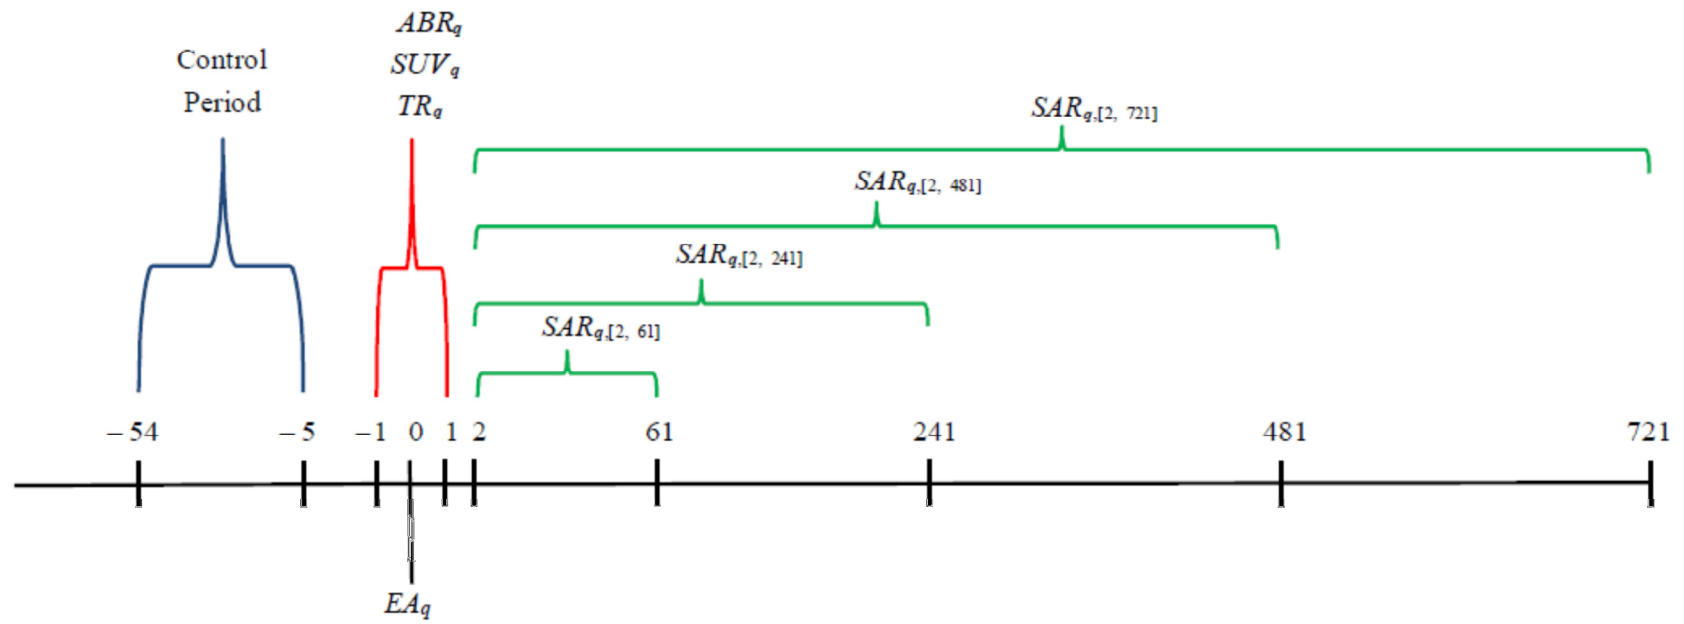 ABRq
Control
SUVq
Period
TRq
SARq,[2, 721]
SARq,[2, 481]
SARq,[2, 241]
SARq,[2, 61]
– 54 – 5 –1 0 1 2 61 241 481 721
EAq